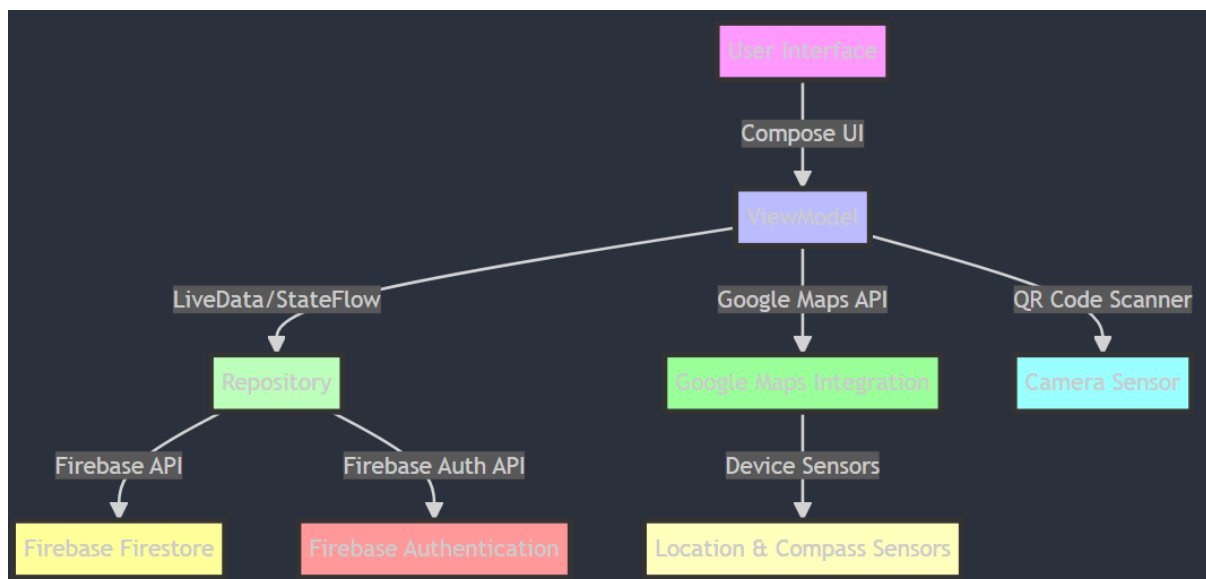 User Interface
Compose UI
ViewModel
LiveData/StateFlow
Google Maps API
QR Code Scanner
Repository
Google Maps Integration
Camera Sensor
Firebase API
Firebase Auth API
Device Sensors
Firebase Firestore
Firebase Authentication
Location & Compass Sensors